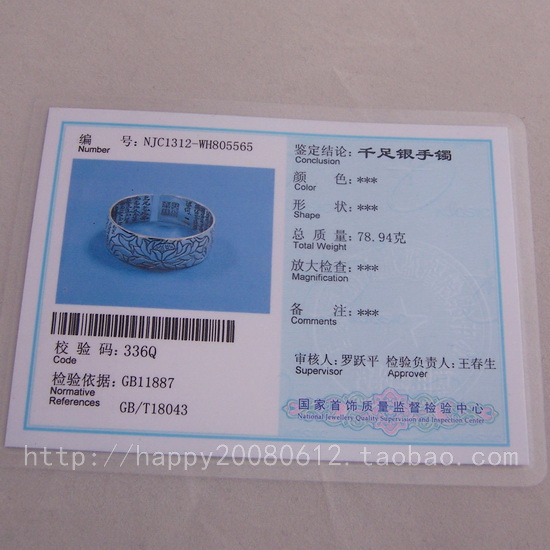 编 号: NJC1312-WH805565
Number
校 验 码: 336Q
Code
检验依据: GB11887
Normative
References GB/T18043
鉴定结论: 千足银手镯
Conclusion
颜 色: ***
Color
形 状: ***
Shape
总 质 量: 78.94克
Total Weight
放大检查: ***
Magnification
备 注: ***
Comments
审核人: 罗跃平 检验负责人: 王春生
Supervisor Approver
国家首饰质量监督检验中心
National Jewellery Quality Supervision and Inspection Center
http://happy20080612.taobao.com